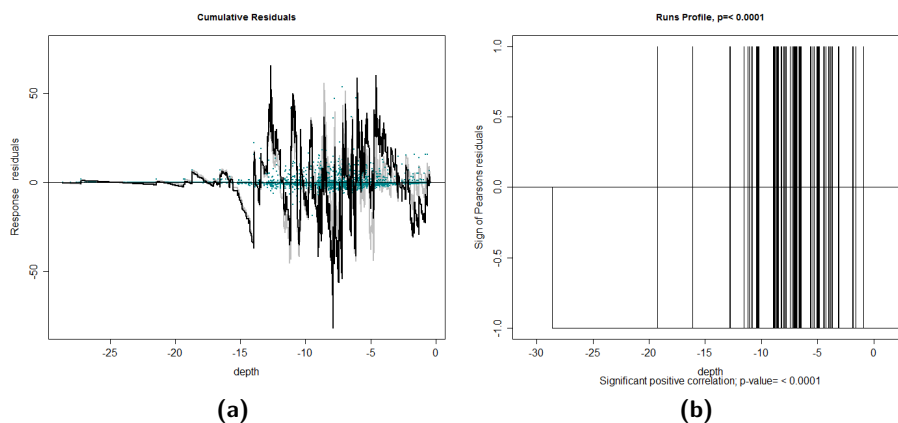 Cumulative Residuals
50
0
-50
Response residuals
-25
-20
-15
-10
-5
0
depth
(a)
Runs Profile, p=< 0.0001
1.0
0.5
0.0
-0.5
-1.0
Sign of Pearsons residuals
-30
-25
-20
-15
-10
-5
0
depth
Significant positive correlation; p-value= < 0.0001
(b)